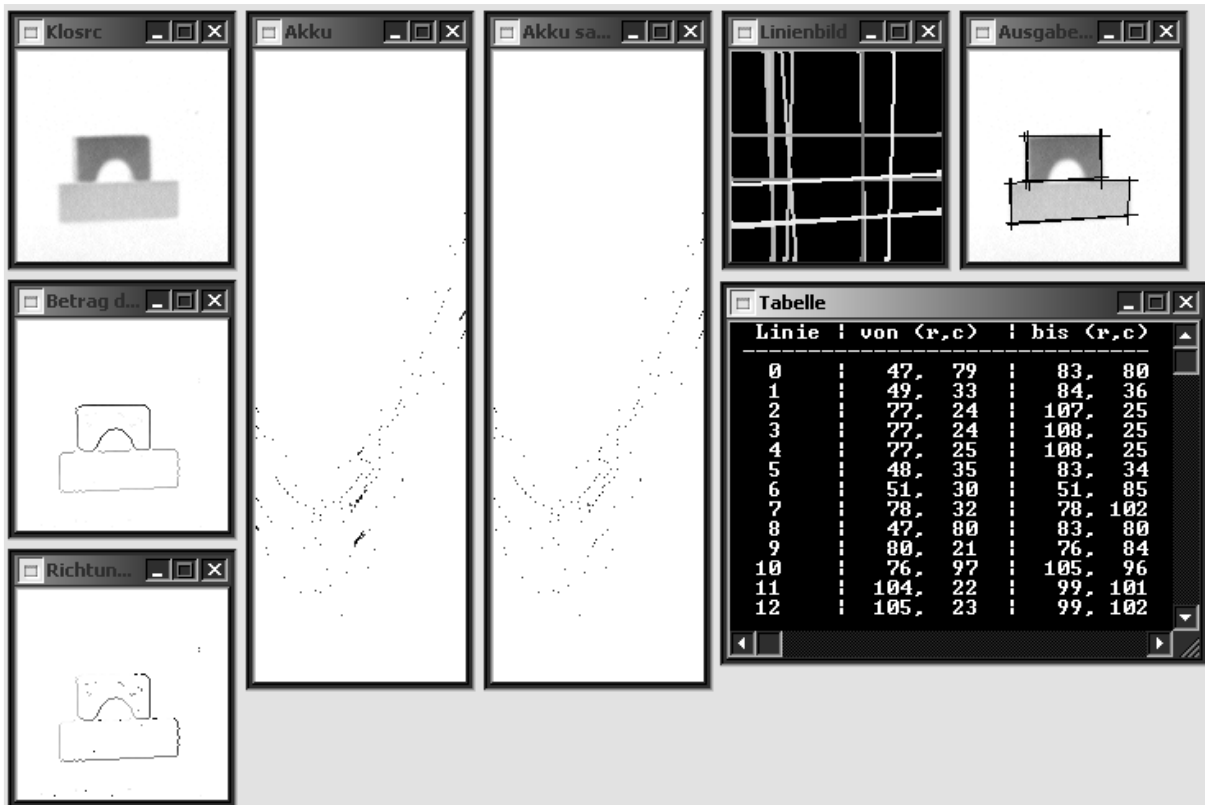 Klosrc
Akku
Akku sa...
Linienbild
Ausgabe...
Betrag d...
Richtun...
Tabelle
Linie ¦ von (r,c) ¦ bis (r,c)
0 ¦ 47, 79 ¦ 83, 80
1 ¦ 49, 33 ¦ 84, 36
2 ¦ 77, 24 ¦ 107, 25
3 ¦ 77, 24 ¦ 108, 25
4 ¦ 77, 25 ¦ 108, 25
5 ¦ 48, 35 ¦ 83, 34
6 ¦ 51, 30 ¦ 51, 85
7 ¦ 78, 32 ¦ 78, 102
8 ¦ 47, 80 ¦ 83, 80
9 ¦ 80, 21 ¦ 76, 84
10 ¦ 76, 97 ¦ 105, 96
11 ¦ 104, 22 ¦ 99, 101
12 ¦ 105, 23 ¦ 99, 102